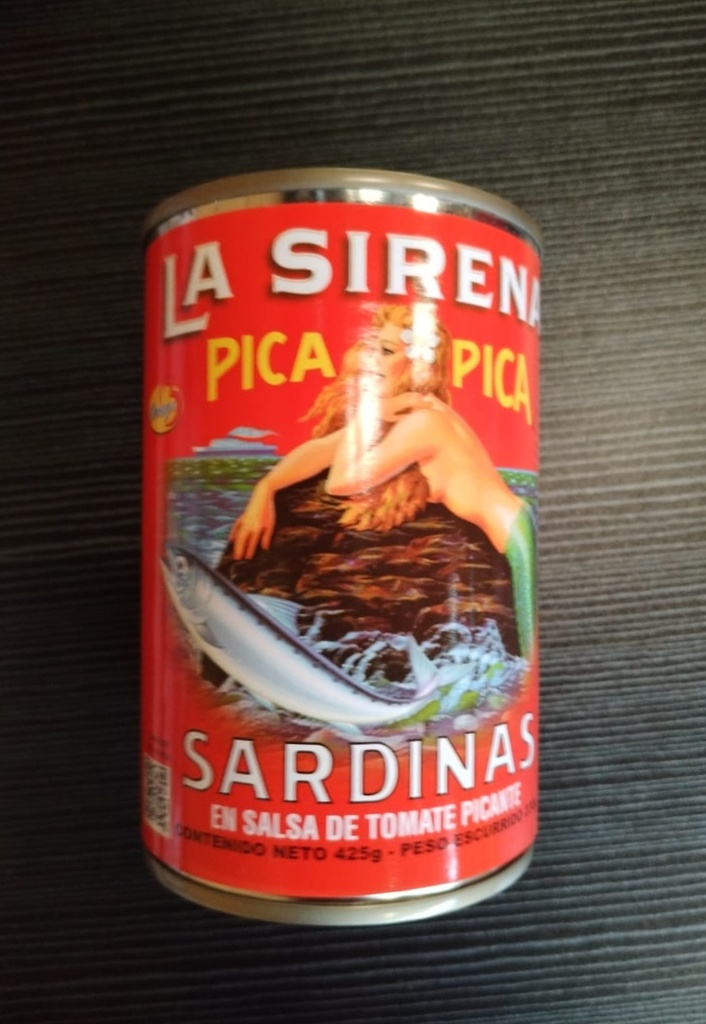 LA SIRENA
PICA PICA
SARDINAS
EN SALSA DE TOMATE PICANTE
CONTENIDO NETO 425g - PESO ESCURRIDO